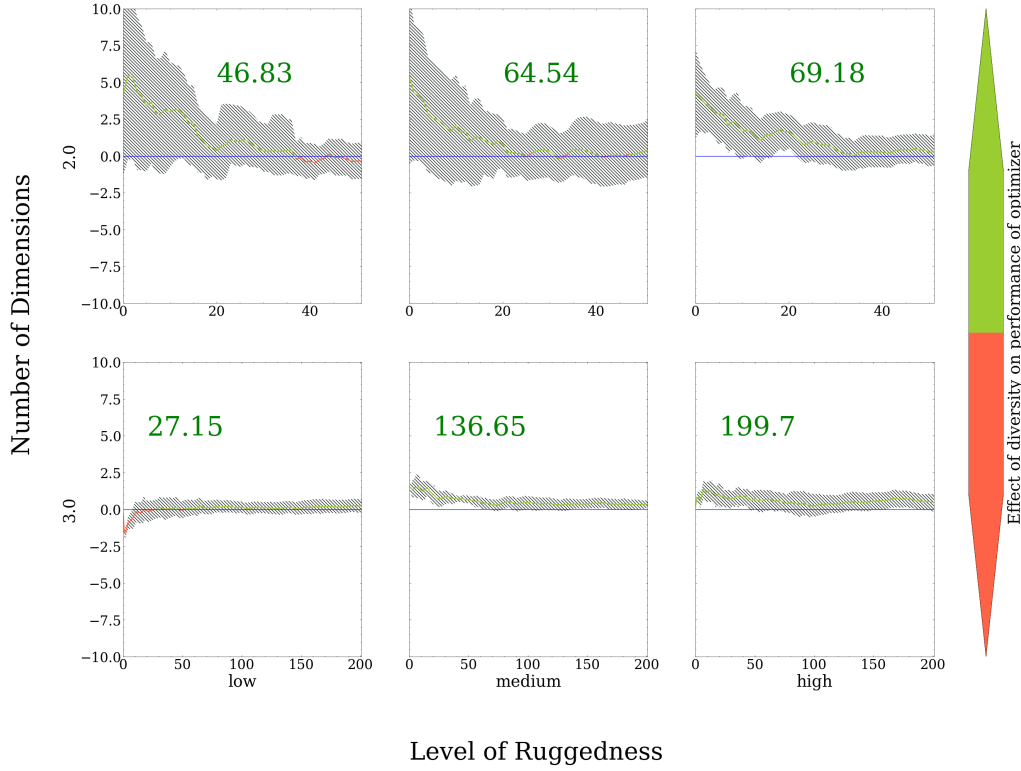 10.0
7.5
5.0
2.5
0.0
−2.5
−5.0
−7.5
−10.0
2.0
46.83
64.54
69.18
0 20 40
0 20 40
0 20 40
10.0
7.5
5.0
2.5
0.0
−2.5
−5.0
−7.5
−10.0
3.0
27.15
136.65
199.7
0 50 100 150 200
0 50 100 150 200
0 50 100 150 200
low
medium
high
Number of Dimensions
Level of Ruggedness
Effect of diversity on performance of optimizer